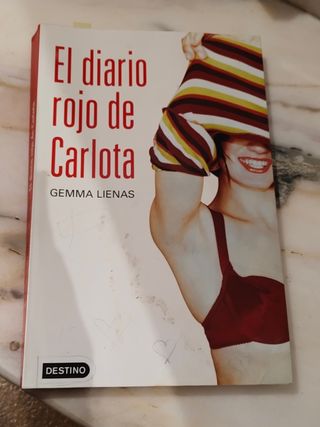 El diario
rojo de
Carlota
GEMMA LIENAS
DESTINO